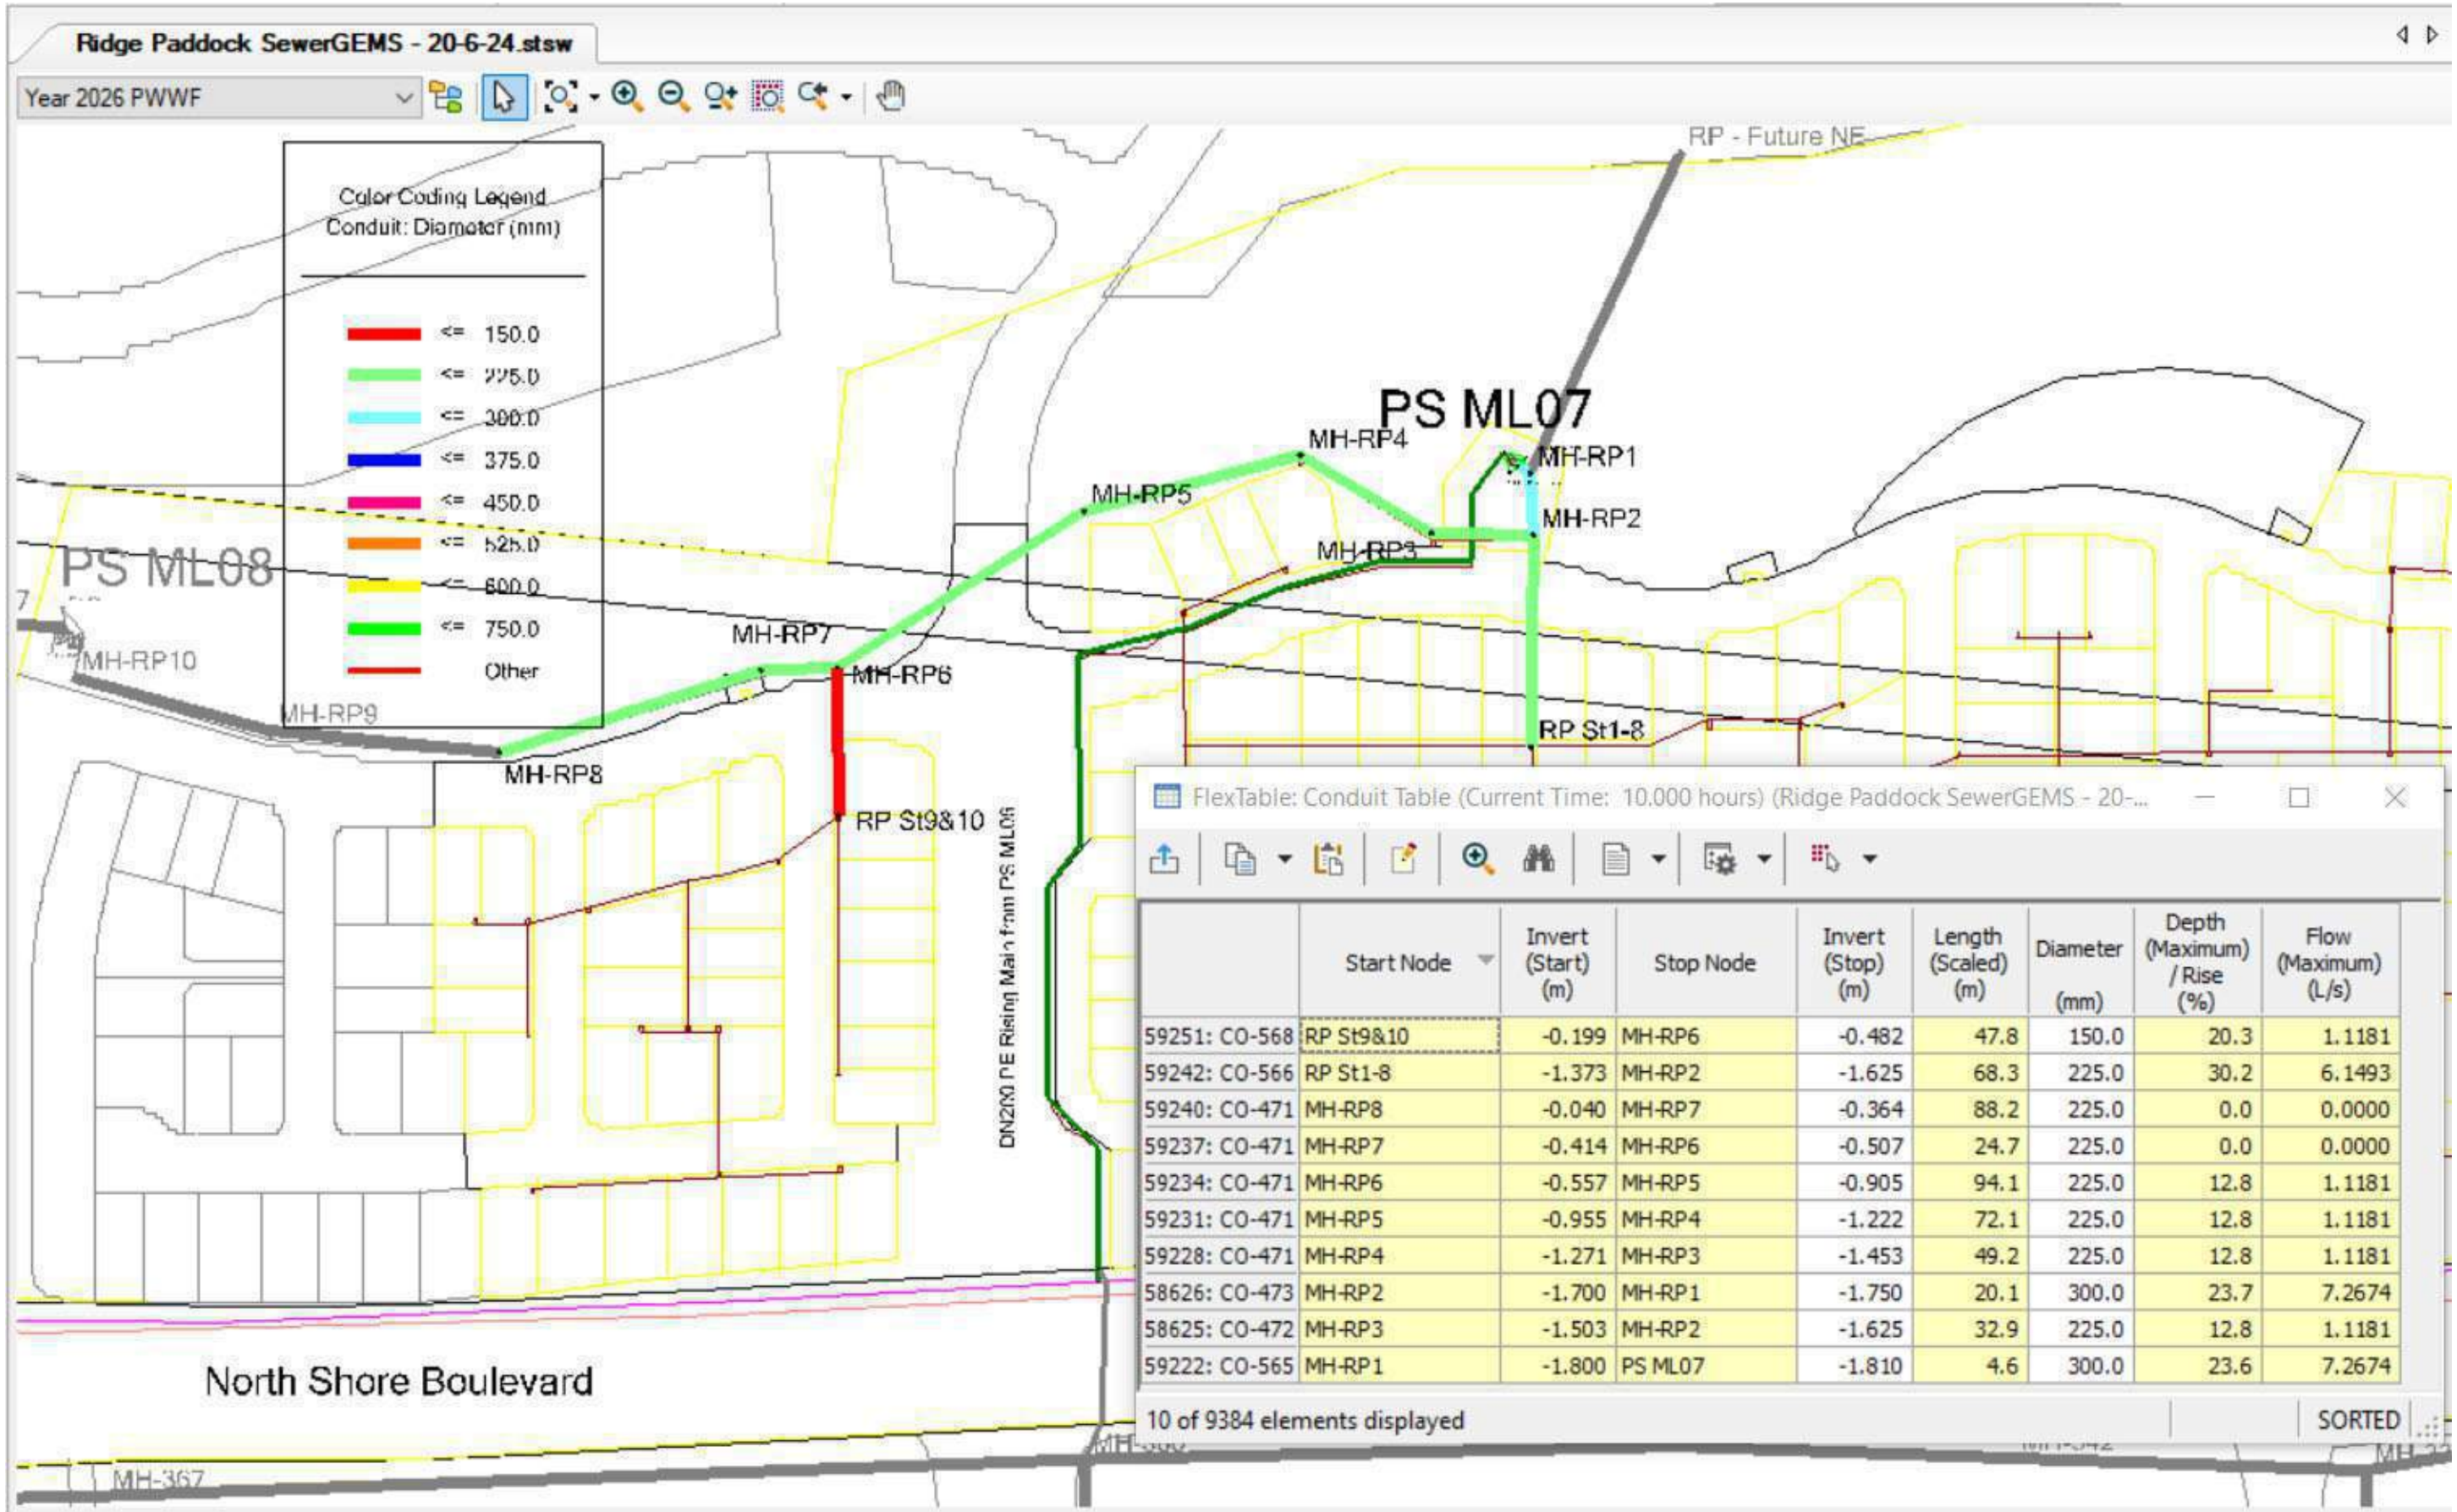 Ridge Paddock SewerGEMS - 20-6-24.stsw
Year 2026 PWWF
RP - Future NE
Color Coding Legend
Conduit: Diameter (mm)
<= 150.0
<= 225.0
<= 300.0
<= 375.0
<= 450.0
<= 525.0
<= 600.0
<= 750.0
Other
PS ML07
MH-RP4
MH-RP1
MH-RP5
MH-RP2
MH-RP3
PS ML08
7
MH-RP7
MH-RP10
MH-RP6
MH-RP9
RP St1-8
MH-RP8
RP St9&10
DN280 PE Rising Main from PS ML06
FlexTable: Conduit Table (Current Time: 10.000 hours) (Ridge Paddock SewerGEMS - 20-...
Start Node Invert (Start) (m) Stop Node Invert (Stop) (m) Length (Scaled) (m) Diameter (mm) Depth (Maximum) / Rise (%) Flow (Maximum) (L/s)
59251: CO-568 RP St9&10 -0.199 MH-RP6 -0.482 47.8 150.0 20.3 1.1181
59242: CO-566 RP St1-8 -1.373 MH-RP2 -1.625 68.3 225.0 30.2 6.1493
59240: CO-471 MH-RP8 -0.040 MH-RP7 -0.364 88.2 225.0 0.0 0.0000
59237: CO-471 MH-RP7 -0.414 MH-RP6 -0.507 24.7 225.0 0.0 0.0000
59234: CO-471 MH-RP6 -0.557 MH-RP5 -0.905 94.1 225.0 12.8 1.1181
59231: CO-471 MH-RP5 -0.955 MH-RP4 -1.222 72.1 225.0 12.8 1.1181
59228: CO-471 MH-RP4 -1.271 MH-RP3 -1.453 49.2 225.0 12.8 1.1181
58626: CO-473 MH-RP2 -1.700 MH-RP1 -1.750 20.1 300.0 23.7 7.2674
58625: CO-472 MH-RP3 -1.503 MH-RP2 -1.625 32.9 225.0 12.8 1.1181
59222: CO-565 MH-RP1 -1.800 PS ML07 -1.810 4.6 300.0 23.6 7.2674
10 of 9384 elements displayed
SORTED
North Shore Boulevard
MH-367